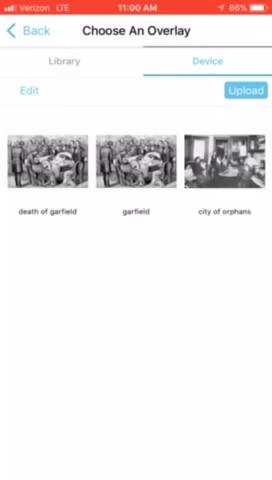 Verizon LTE 11:00 AM 86%
Back Choose An Overlay
Library Device
Edit Upload
death of garfield garfield city of orphans